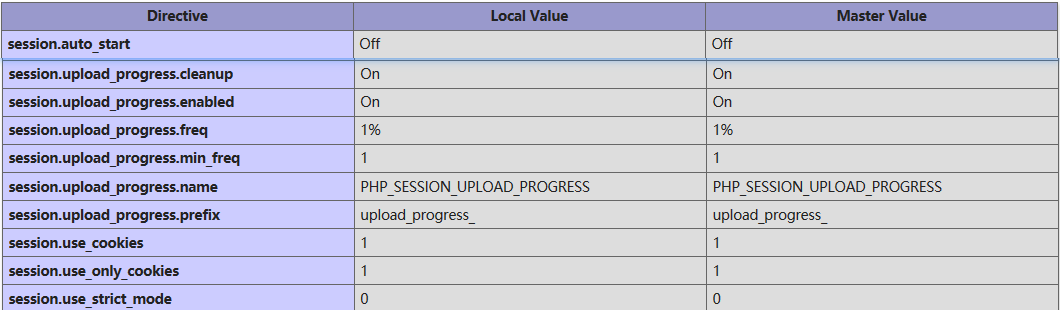 Directive Local Value Master Value
session.auto_start Off Off
session.upload_progress.cleanup On On
session.upload_progress.enabled On On
session.upload_progress.freq 1% 1%
session.upload_progress.min_freq 1 1
session.upload_progress.name PHP_SESSION_UPLOAD_PROGRESS PHP_SESSION_UPLOAD_PROGRESS
session.upload_progress.prefix upload_progress_ upload_progress_
session.use_cookies 1 1
session.use_only_cookies 1 1
session.use_strict_mode 0 0